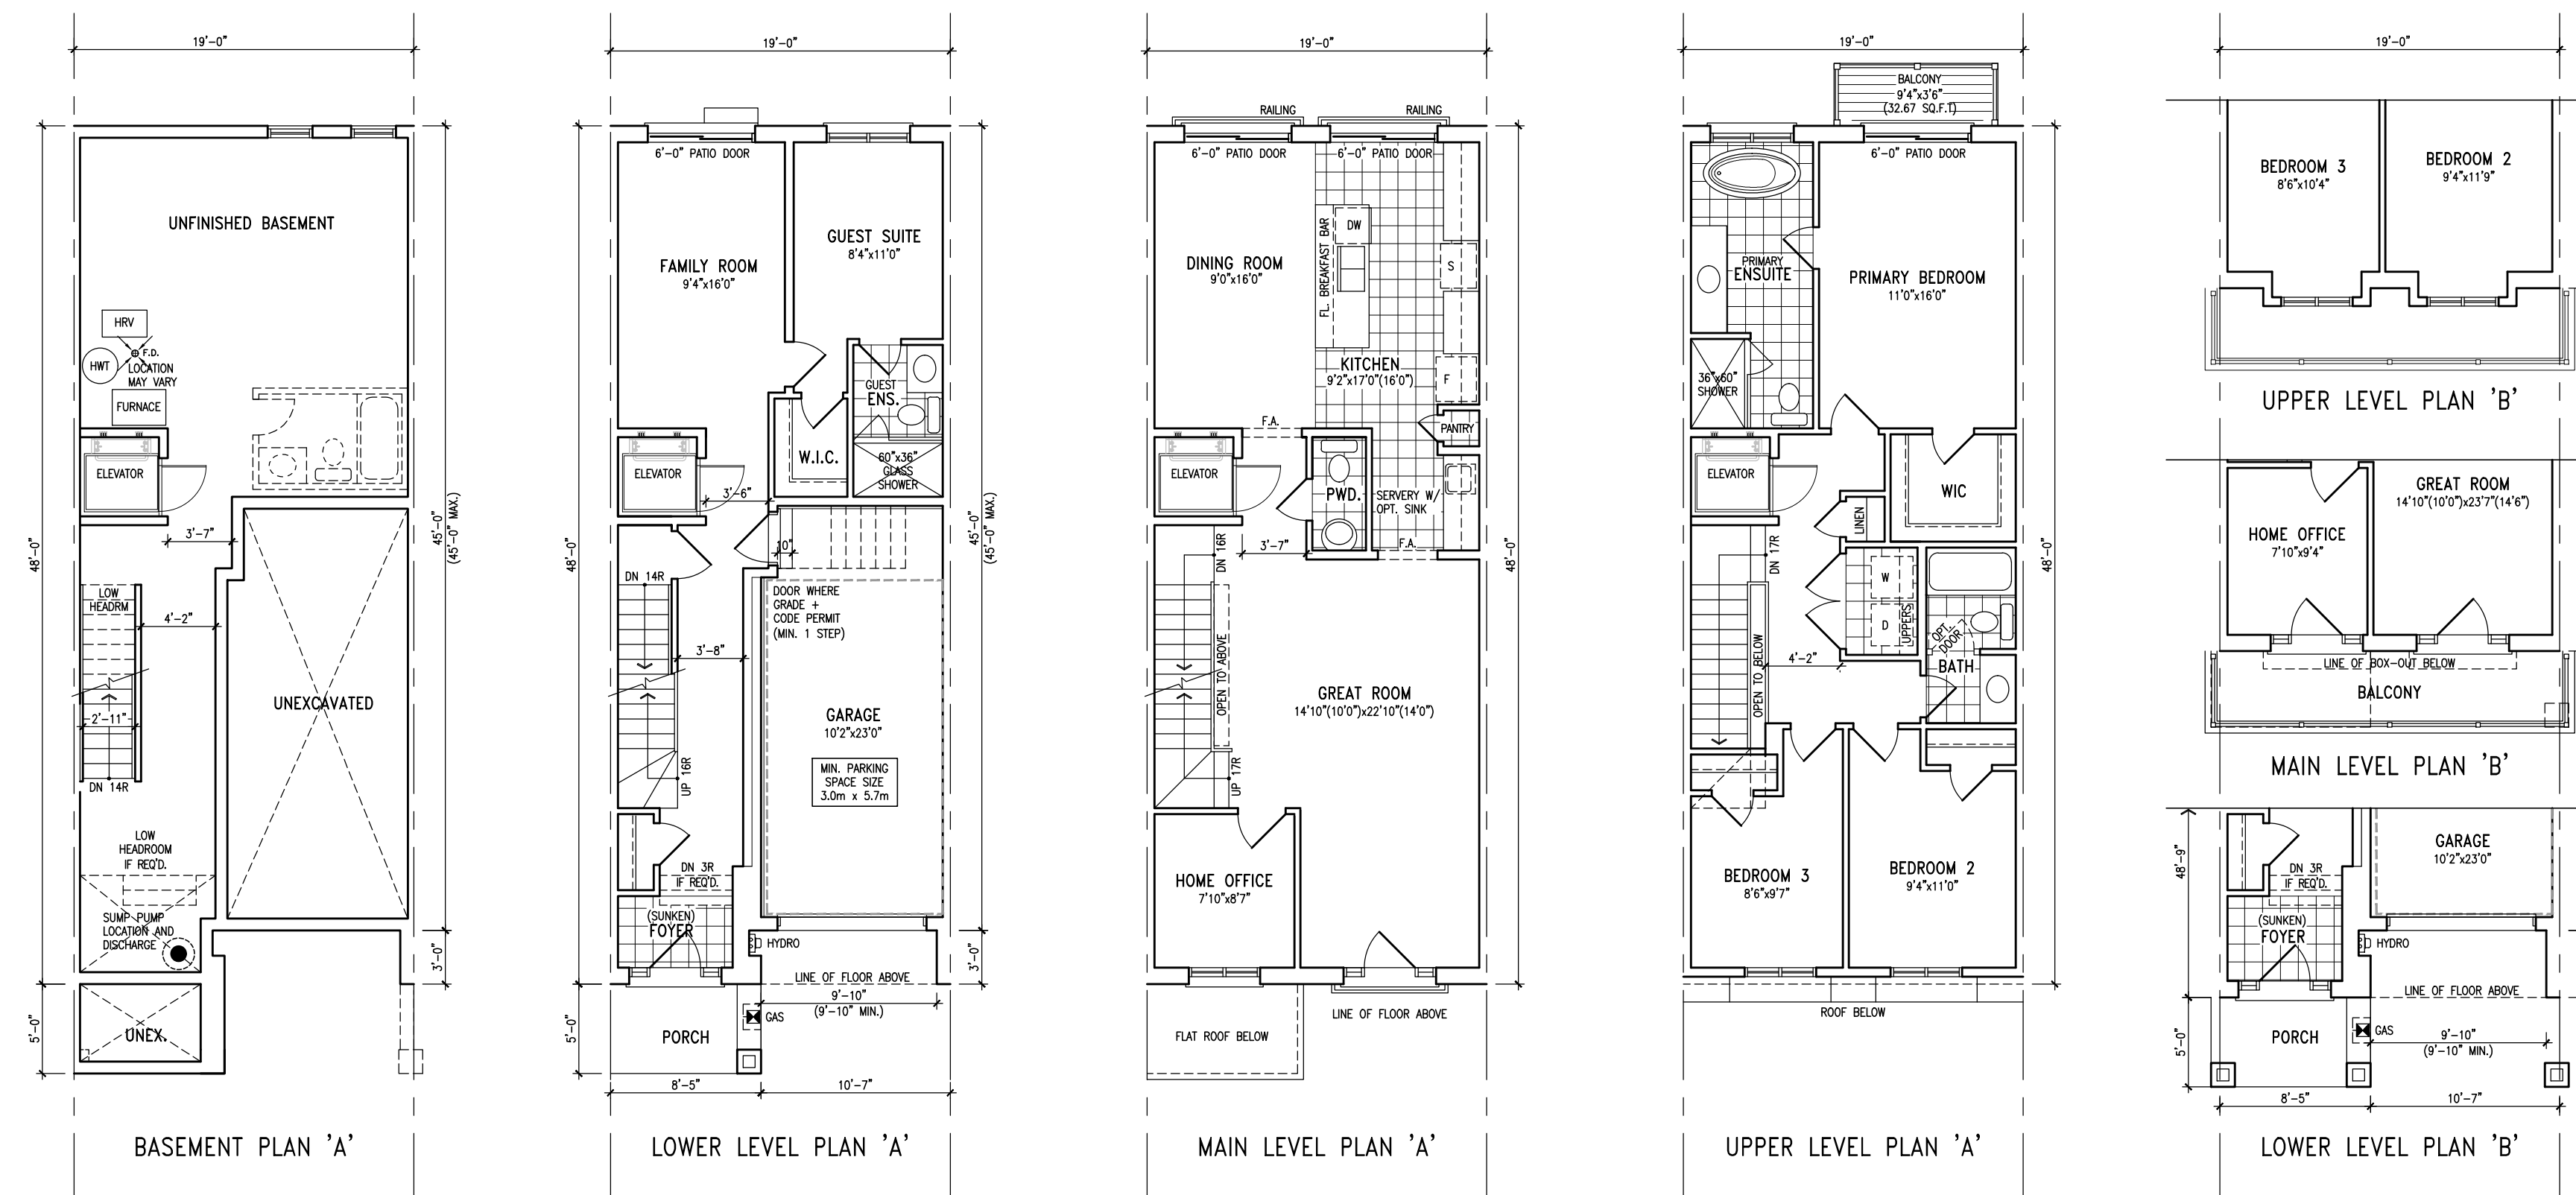 19'-0"
UNFINISHED BASEMENT
HRV
F.D.
HWT
LOCATION
MAY VARY
FURNACE
ELEVATOR
3'-7"
48'-0"
45'-0"
(45'-0" MAX.)
LOW
HEADRM
4'-2"
UNEXCAVATED
2'-11"
DN 14R
LOW
HEADROOM
IF REQ'D.
SUMP PUMP
LOCATION AND
DISCHARGE
3'-0"
5'-0"
UNEX.
BASEMENT PLAN 'A'
19'-0"
6'-0" PATIO DOOR
GUEST SUITE
8'4"x11'0"
FAMILY ROOM
9'4"x16'0"
GUEST
ENS.
W.I.C.
60"x36"
GLASS
SHOWER
ELEVATOR
3'-6"
10"
48'-0"
45'-0"
(45'-0" MAX.)
DN 14R
DOOR WHERE
GRADE +
CODE PERMIT
(MIN. 1 STEP)
3'-8"
GARAGE
10'2"x23'0"
MIN. PARKING
SPACE SIZE
3.0m x 5.7m
UP 16R
DN 3R
IF REQ'D.
(SUNKEN)
FOYER
HYDRO
LINE OF FLOOR ABOVE
3'-0"
9'-10"
(9'-10" MIN.)
GAS
5'-0"
PORCH
8'-5"
10'-7"
LOWER LEVEL PLAN 'A'
19'-0"
RAILING
RAILING
6'-0" PATIO DOOR
6'-0" PATIO DOOR
DW
FL. BREAKFAST BAR
DINING ROOM
9'0"x16'0"
S
KITCHEN
9'2"x17'0"(16'0")
F
F.A.
PANTRY
ELEVATOR
PWD.
SERVERY W/
OPT. SINK
F.A.
3'-7"
DN 16R
48'-0"
OPEN TO ABOVE
GREAT ROOM
14'10"(10'0")x22'10"(14'0")
UP 17R
HOME OFFICE
7'10"x8'7"
LINE OF FLOOR ABOVE
FLAT ROOF BELOW
MAIN LEVEL PLAN 'A'
19'-0"
BALCONY
9'4"x3'6"
(32.67 SQ.FT)
6'-0" PATIO DOOR
PRIMARY
ENSUITE
PRIMARY BEDROOM
11'0"x16'0"
36"x60"
SHOWER
ELEVATOR
WIC
LINEN
DN 17R
W
D
UPPERS
OPT.
DOOR
BATH
48'-0"
4'-2"
OPEN TO BELOW
BEDROOM 3
8'6"x9'7"
BEDROOM 2
9'4"x11'0"
ROOF BELOW
UPPER LEVEL PLAN 'A'
19'-0"
BEDROOM 3
8'6"x10'4"
BEDROOM 2
9'4"x11'9"
UPPER LEVEL PLAN 'B'
GREAT ROOM
14'10"(10'0")x23'7"(14'6")
HOME OFFICE
7'10"x9'4"
LINE OF BOX-OUT BELOW
BALCONY
MAIN LEVEL PLAN 'B'
GARAGE
10'2"x23'0"
48'-9"
DN 3R
IF REQ'D.
(SUNKEN)
FOYER
HYDRO
LINE OF FLOOR ABOVE
GAS
9'-10"
(9'-10" MIN.)
PORCH
5'-0"
8'-5"
10'-7"
LOWER LEVEL PLAN 'B'